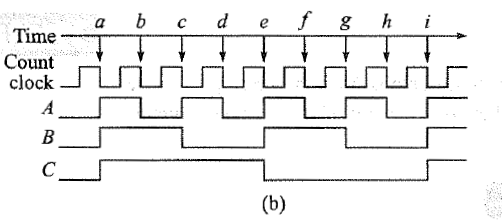 a b c d e f g h i
Time
Count
clock
A
B
C
(b)